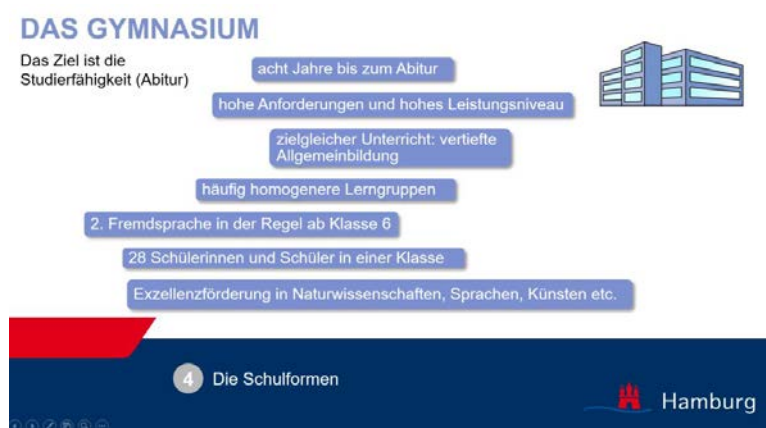 DAS GYMNASIUM
Das Ziel ist die
Studierfähigkeit (Abitur)
acht Jahre bis zum Abitur
hohe Anforderungen und hohes Leistungsniveau
zielgleicher Unterricht: vertiefte
Allgemeinbildung
häufig homogenere Lerngruppen
2. Fremdsprache in der Regel ab Klasse 6
28 Schülerinnen und Schüler in einer Klasse
Exzellenzförderung in Naturwissenschaften, Sprachen, Künsten etc.
4 Die Schulformen
Hamburg